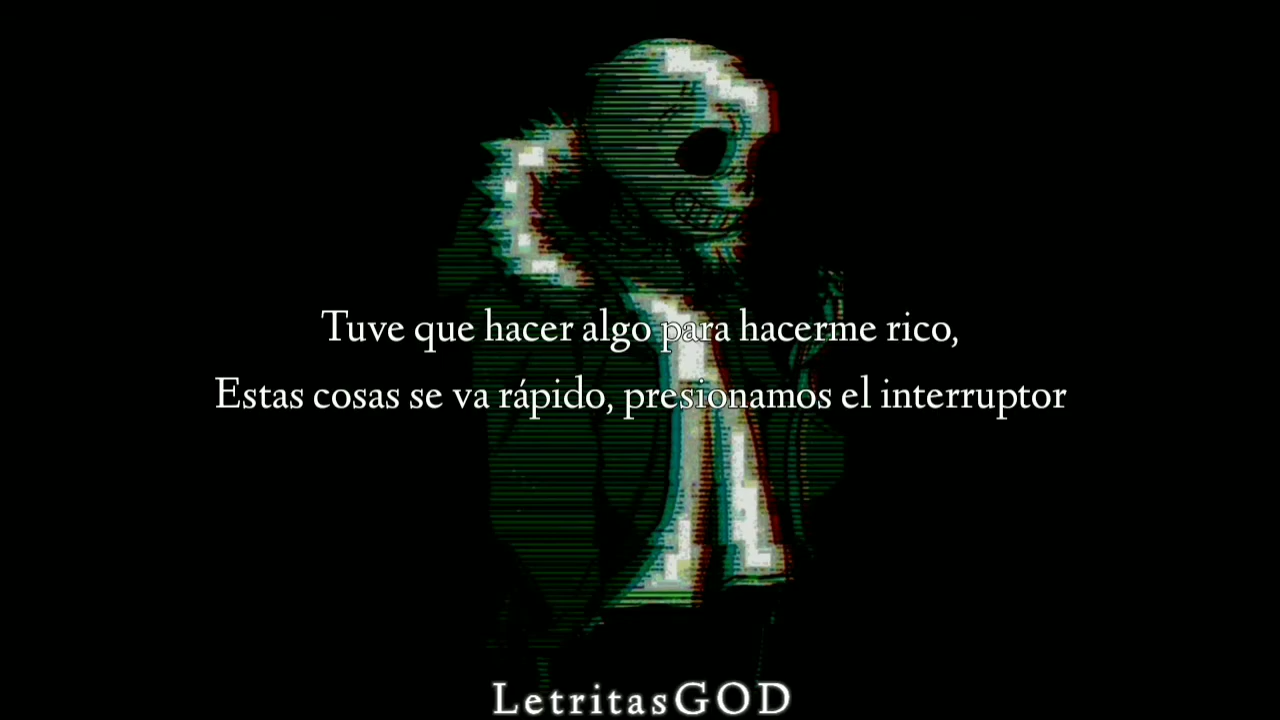 Tuve que hacer algo para hacerme rico,
Estas cosas se va rápido, presionamos el interruptor
LetritasGOD